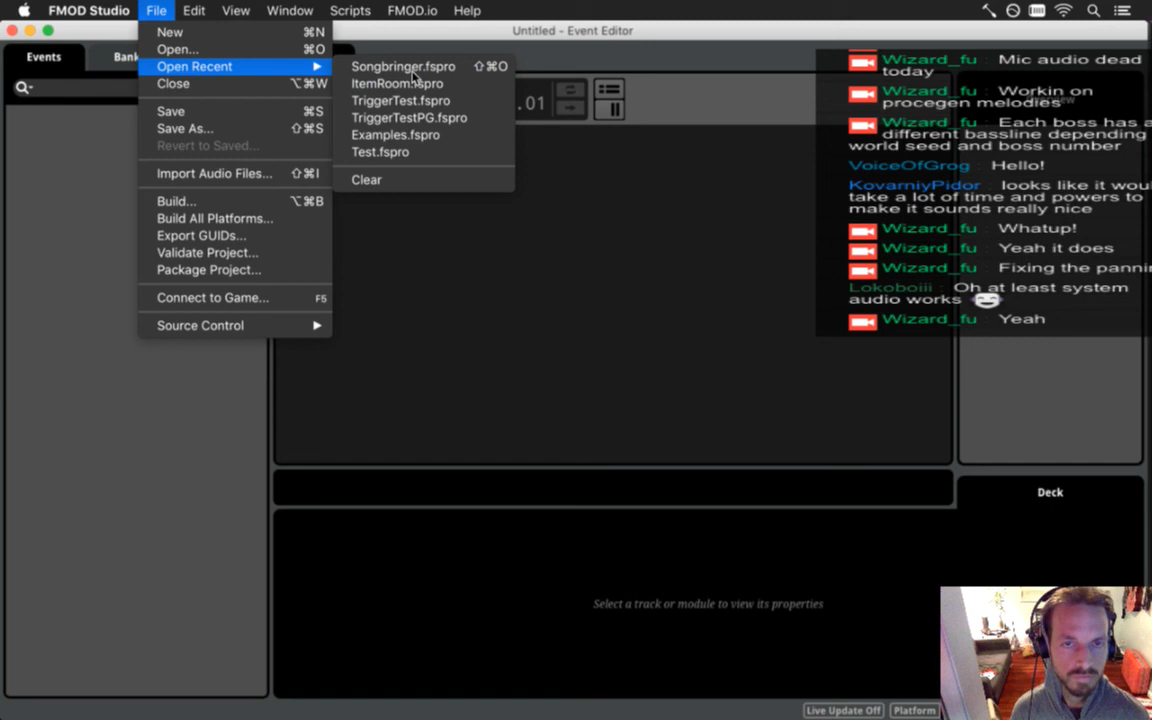 FMOD Studio File Edit View Window Scripts FMOD.io Help
Untitled - Event Editor
Events
New ⌘N
Open... ⌘O
Open Recent
Close ⌥⌘W
Save ⌘S
Save As... ⇧⌘S
Revert to Saved...
Import Audio Files... ⇧⌘I
Build... ⌥⌘B
Build All Platforms...
Export GUIDs...
Validate Project...
Package Project...
Connect to Game... F5
Source Control
Songbringer.fspro ⇧⌘O
TriggerTest.fspro
TriggerTestPG.fspro
Examples.fspro
Test.fspro
Clear
.01
Wizard_fu : Mic audio dead
today
Wizard_fu : Workin on
procegen melodies
Wizard_fu : Each boss has a
different bassline depending
world seed and boss number
VoiceOfGrog : Hello!
KovarniyPidor : looks like it wou
take a lot of time and powers to
make it sounds really nice
Wizard_fu : Whatup!
Wizard_fu : Yeah it does
Wizard_fu : Fixing the panni
Lokoboiii : Oh at least system
audio works
Wizard_fu : Yeah
Deck
Select a track or module to view its properties
Live Update Off Platform